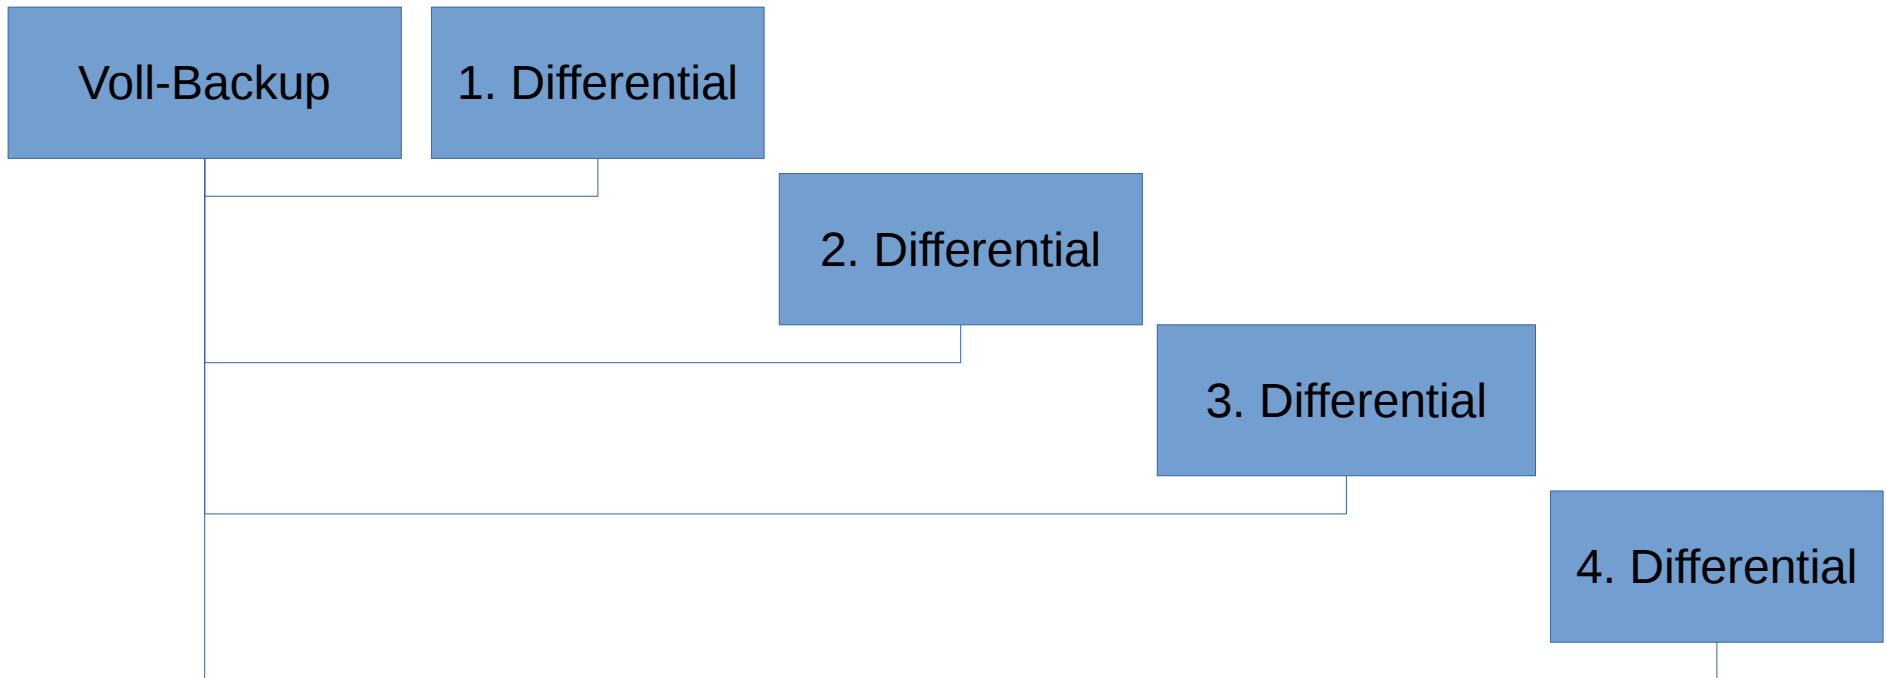 Voll-Backup
1. Differential
2. Differential
3. Differential
4. Differential